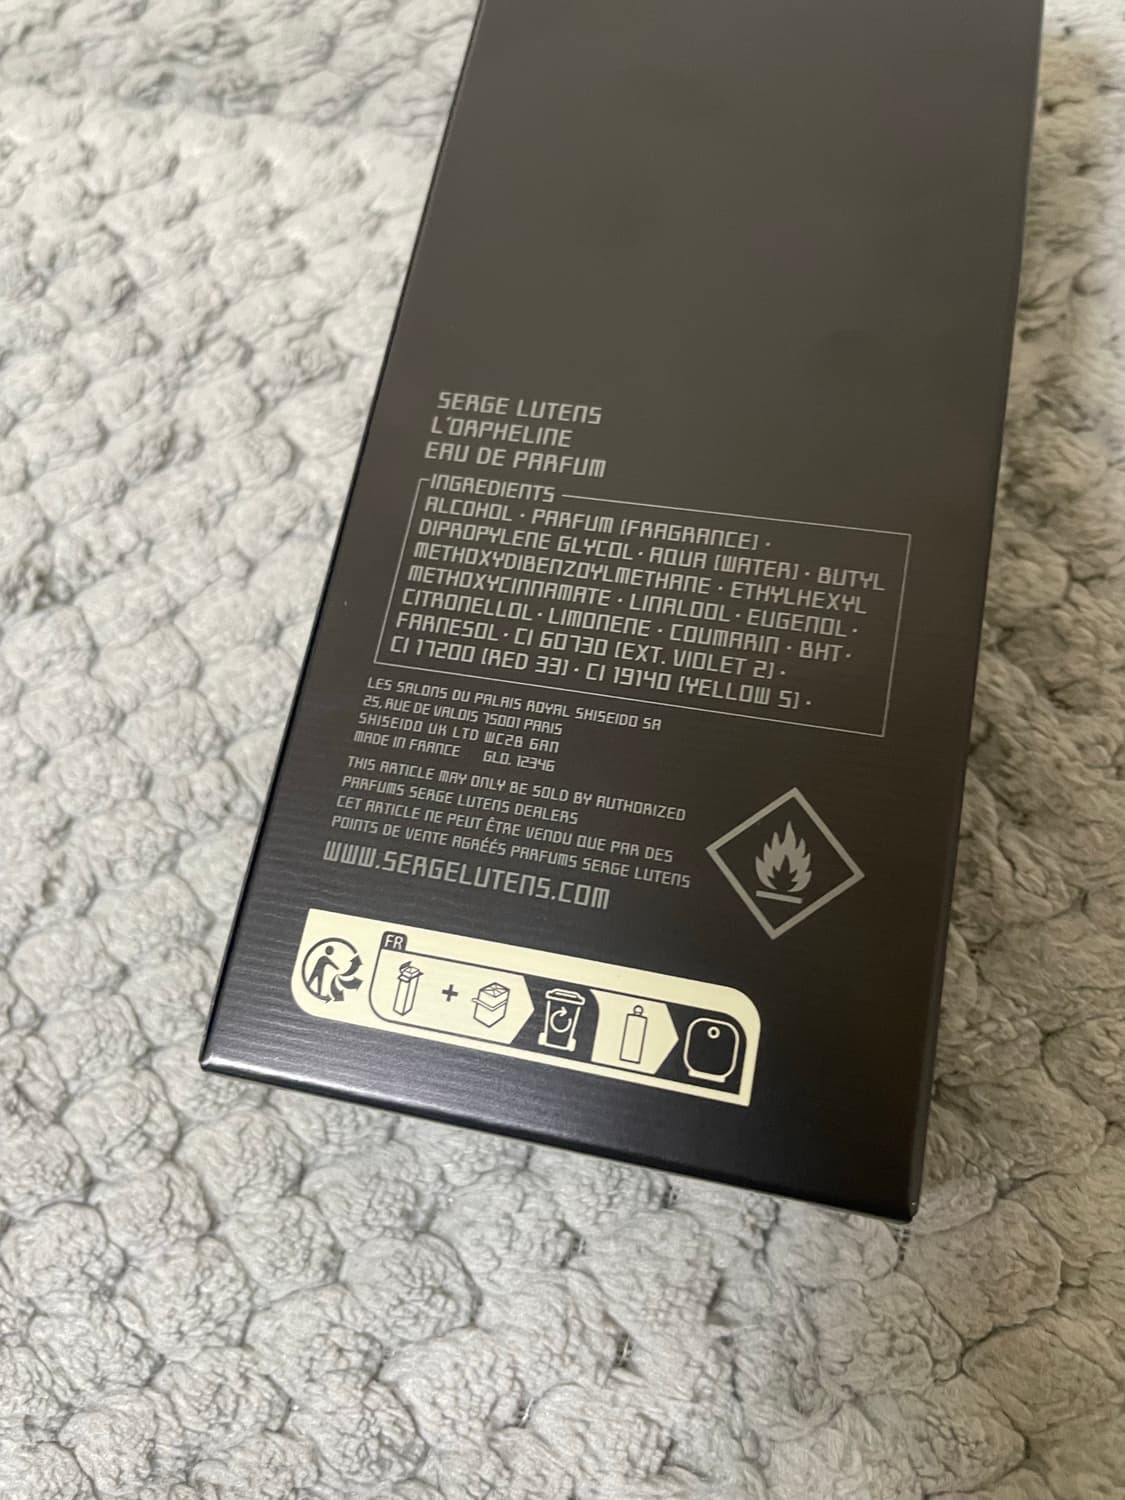 SERGE LUTENS
L'ORPHELINE
EAU DE PARFUM
INGREDIENTS
ALCOHOL · PARFUM (FRAGRANCE) ·
DIPROPYLENE GLYCOL · AQUA (WATER) · BUTYL
METHOXYDIBENZOYLMETHANE · ETHYLHEXYL
METHOXYCINNAMATE · LINALOOL · EUGENOL ·
CITRONELLOL · LIMONENE · COUMARIN · BHT ·
FARNESOL · CI 60730 (EXT. VIOLET 2) ·
CI 17200 (RED 33) · CI 19140 (YELLOW 5) ·
LES SALONS DU PALAIS ROYAL SHISEIDO SA
25, RUE DE VALOIS 75001 PARIS
SHISEIDO UK LTD WC2B 6AN
MADE IN FRANCE GLO. 12346
THIS ARTICLE MAY ONLY BE SOLD BY AUTHORIZED
PARFUMS SERGE LUTENS DEALERS
CET ARTICLE NE PEUT ÊTRE VENDU QUE PAR DES
POINTS DE VENTE AGRÉÉS PARFUMS SERGE LUTENS
WWW.SERGELUTENS.COM
FR
+